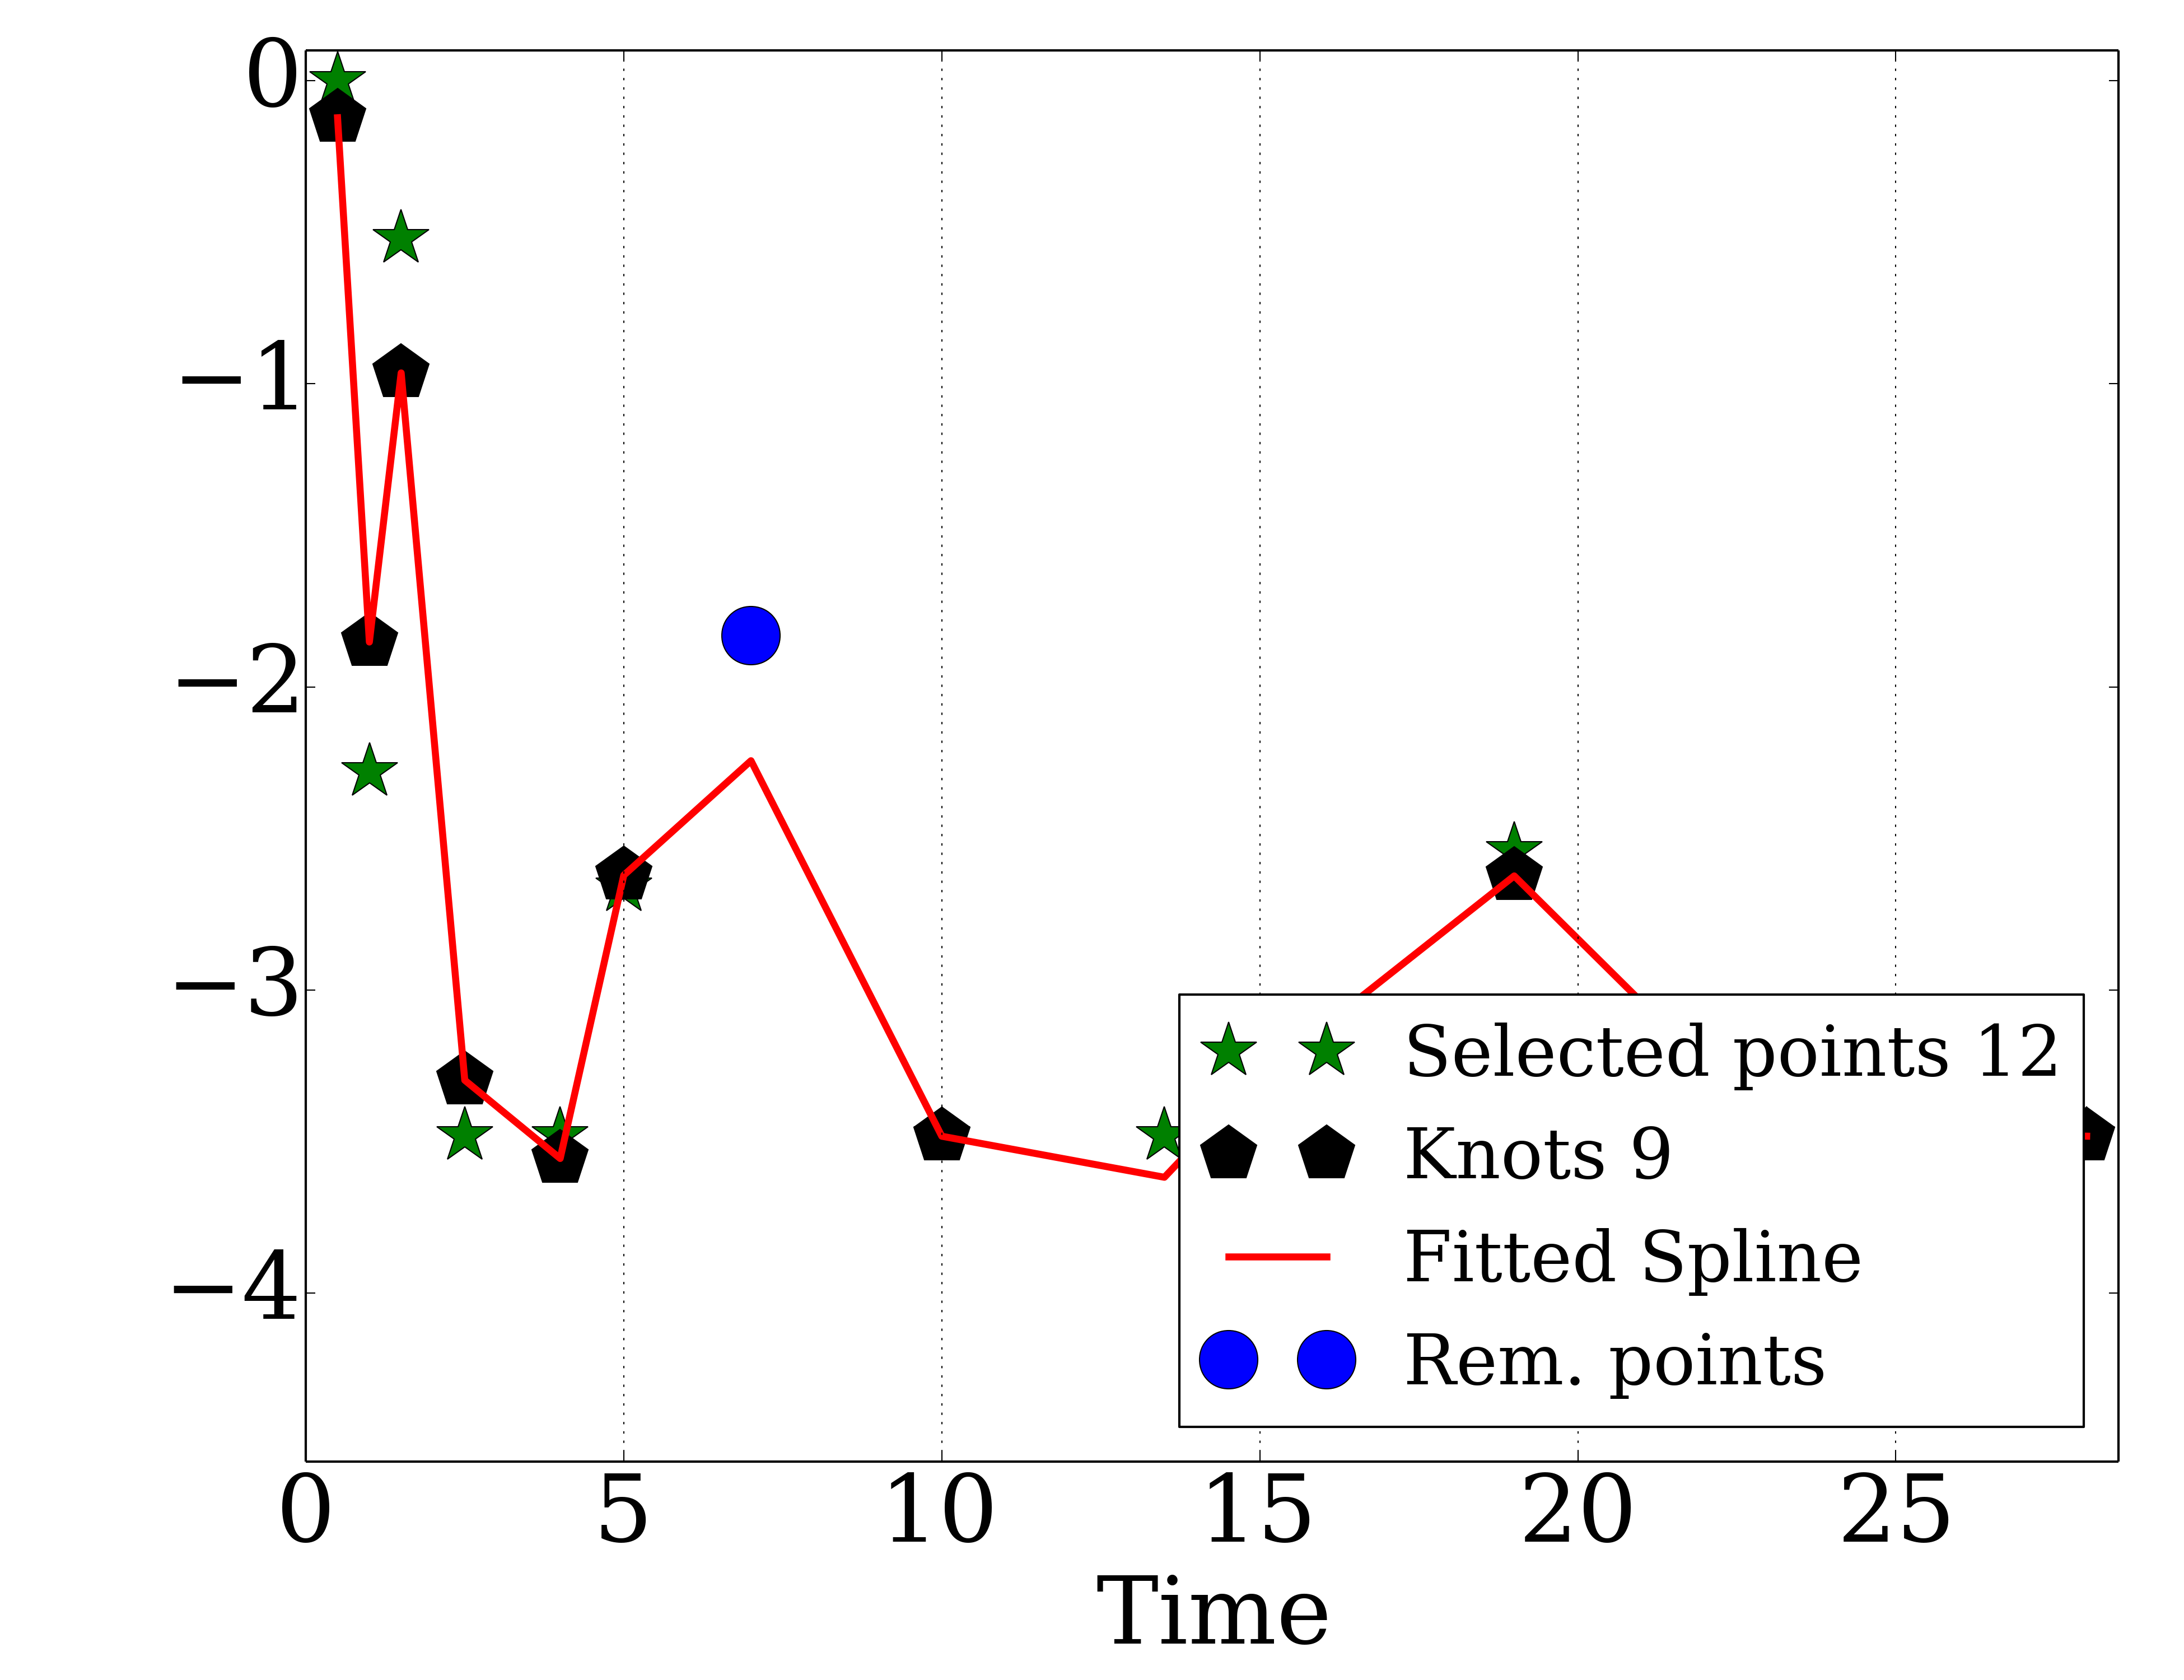 0
−1
−2
−3
−4
Selected points 12
Knots 9
Fitted Spline
Rem. points
0 5 10 15 20 25
Time